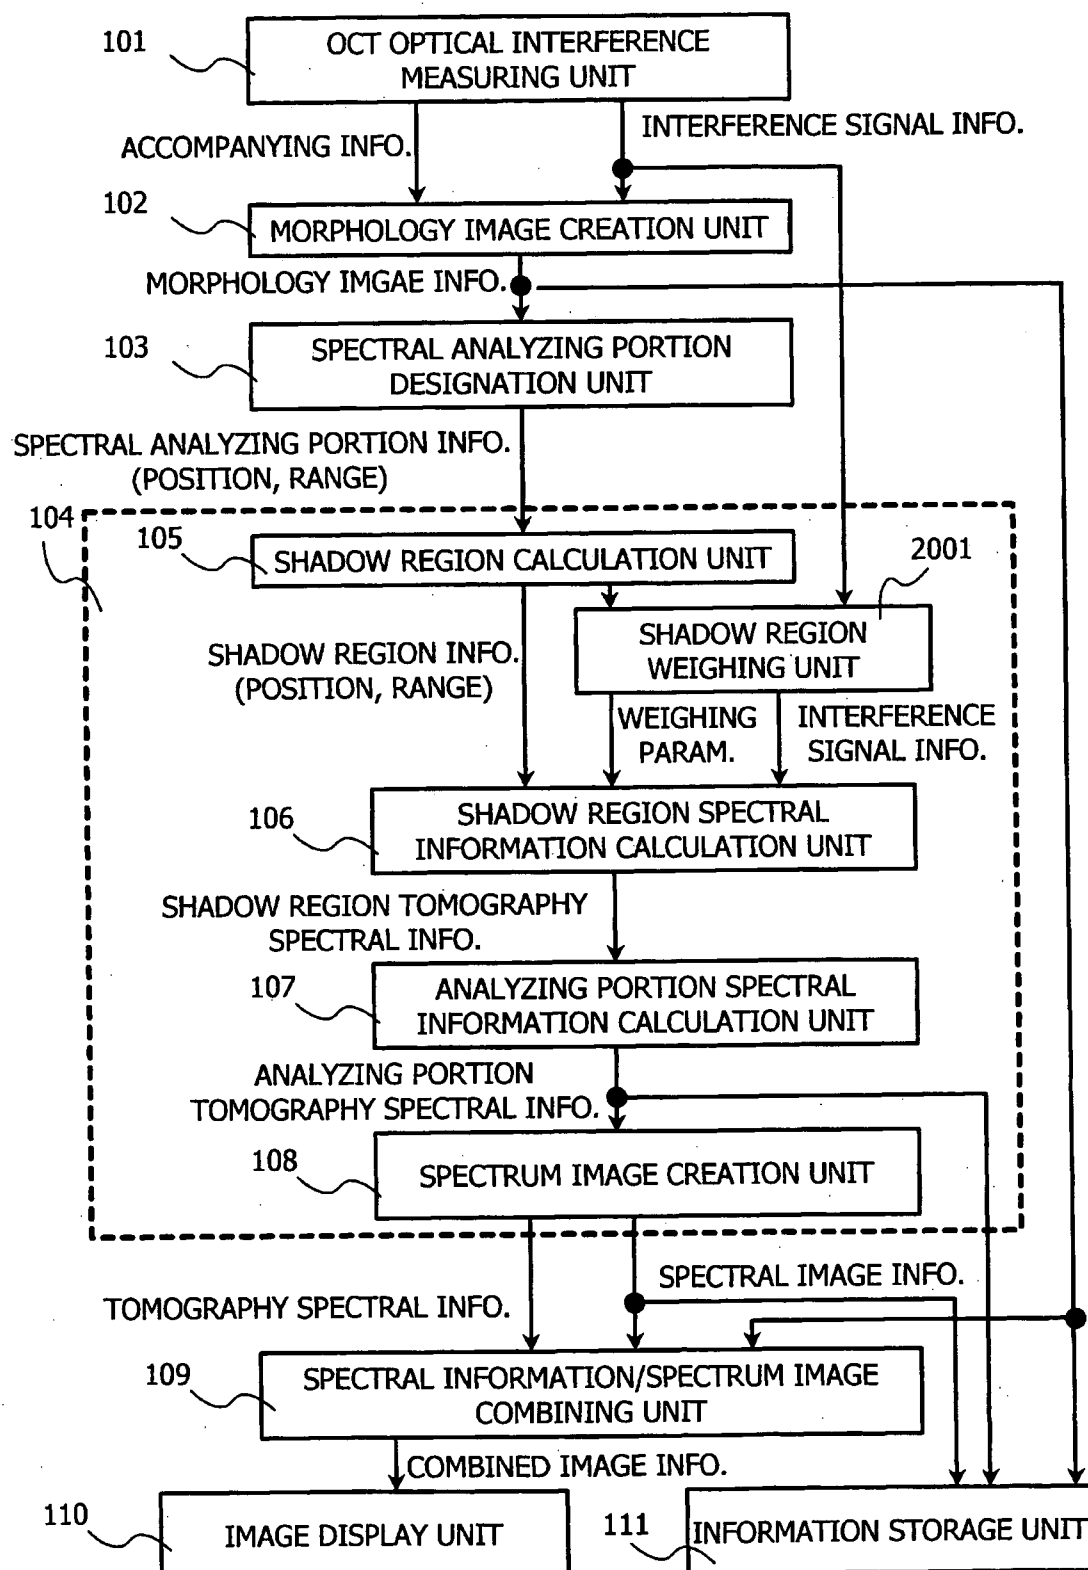 101
OCT OPTICAL INTERFERENCE
MEASURING UNIT
ACCOMPANYING INFO.
INTERFERENCE SIGNAL INFO.
102
MORPHOLOGY IMAGE CREATION UNIT
MORPHOLOGY IMGAE INFO.
103
SPECTRAL ANALYZING PORTION
DESIGNATION UNIT
SPECTRAL ANALYZING PORTION INFO.
(POSITION, RANGE)
104
105
SHADOW REGION CALCULATION UNIT
2001
SHADOW REGION
WEIGHING UNIT
SHADOW REGION INFO.
(POSITION, RANGE)
WEIGHING
PARAM.
INTERFERENCE
SIGNAL INFO.
106
SHADOW REGION SPECTRAL
INFORMATION CALCULATION UNIT
SHADOW REGION TOMOGRAPHY
SPECTRAL INFO.
107
ANALYZING PORTION SPECTRAL
INFORMATION CALCULATION UNIT
ANALYZING PORTION
TOMOGRAPHY SPECTRAL INFO.
108
SPECTRUM IMAGE CREATION UNIT
SPECTRAL IMAGE INFO.
TOMOGRAPHY SPECTRAL INFO.
109
SPECTRAL INFORMATION/SPECTRUM IMAGE
COMBINING UNIT
COMBINED IMAGE INFO.
110
IMAGE DISPLAY UNIT
111
INFORMATION STORAGE UNIT